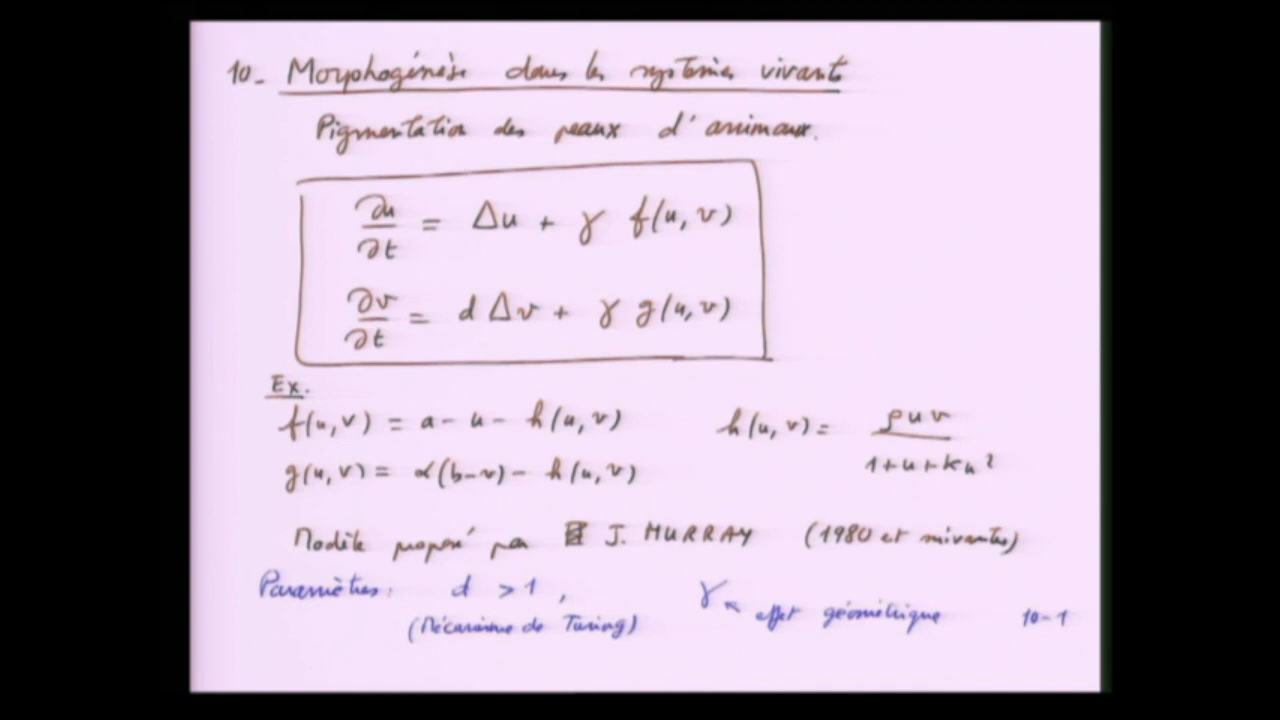 10- Morphogénèse dans les systèmes vivants
Pigmentation des peaux d'animaux.
∂u/∂t = Δu + γ f(u,v)
∂v/∂t = d Δv + γ g(u,v)
Ex.
f(u,v) = a - u - h(u,v)    h(u,v) = ρuv/(1+u+ku²)
g(u,v) = α(b-v) - h(u,v)
Modèle proposé par J. MURRAY (1980 et suivantes)
Paramètres: d > 1,    γ ↖ effet géométrique
(Mécanisme de Turing)    10-1